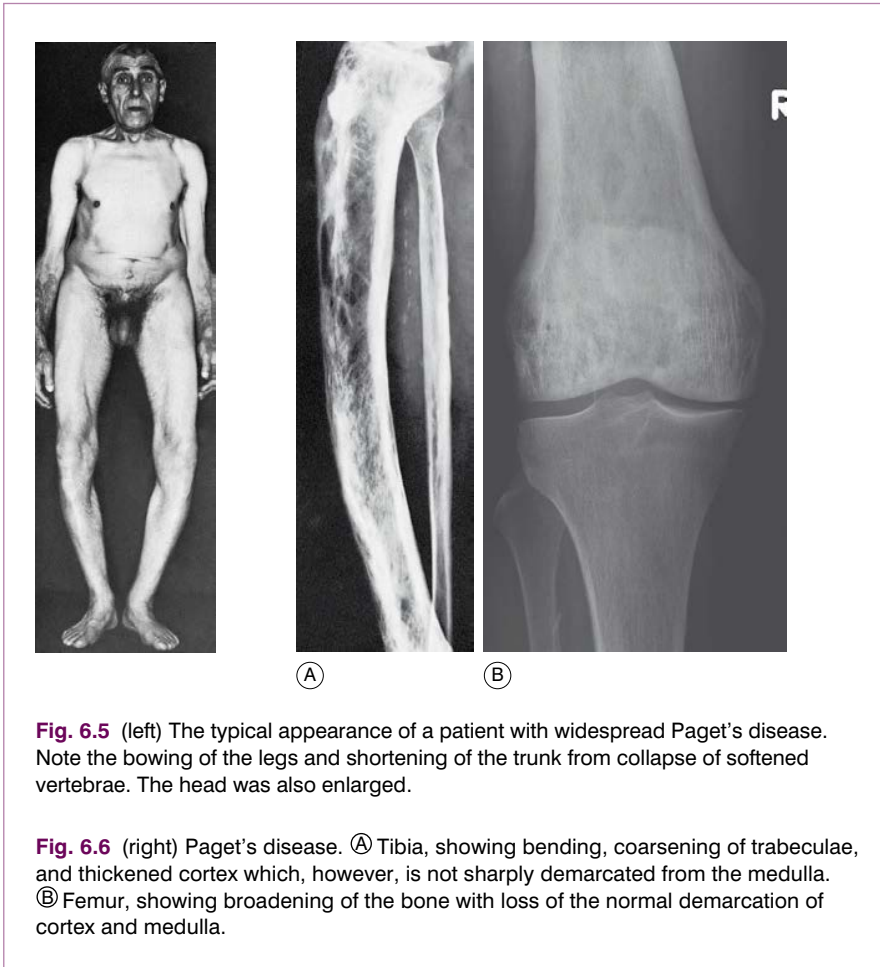 R
A
B
Fig. 6.5 (left) The typical appearance of a patient with widespread Paget’s disease.
Note the bowing of the legs and shortening of the trunk from collapse of softened
vertebrae. The head was also enlarged.
Fig. 6.6 (right) Paget’s disease. Ⓐ Tibia, showing bending, coarsening of trabeculae,
and thickened cortex which, however, is not sharply demarcated from the medulla.
Ⓑ Femur, showing broadening of the bone with loss of the normal demarcation of
cortex and medulla.